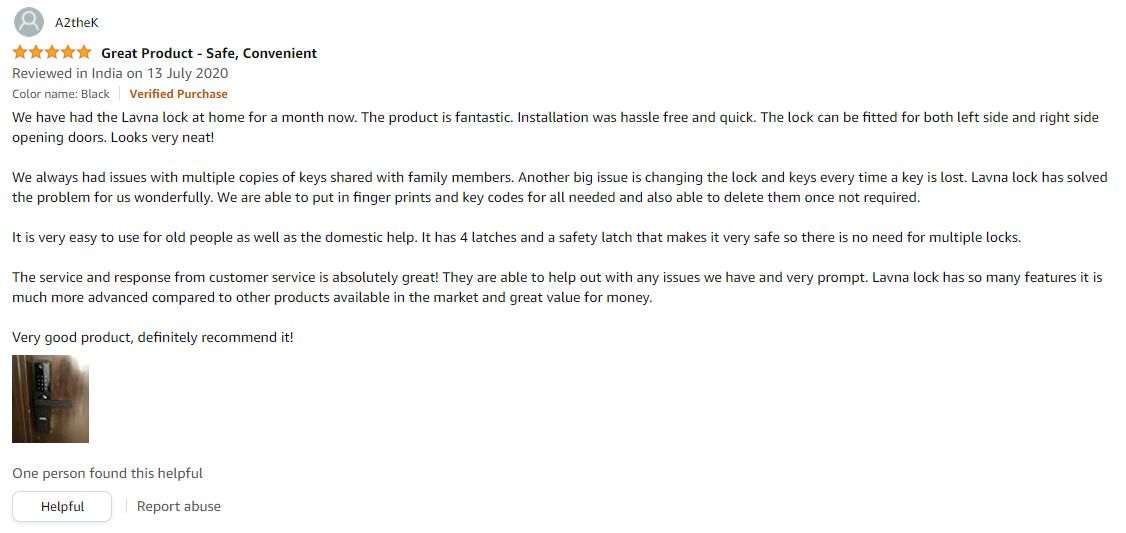 A2theK
Great Product - Safe, Convenient
Reviewed in India on 13 July 2020
Color name: Black
Verified Purchase
We have had the Lavna lock at home for a month now. The product is fantastic. Installation was hassle free and quick. The lock can be fitted for both left side and right side
opening doors. Looks very neat!
We always had issues with multiple copies of keys shared with family members. Another big issue is changing the lock and keys every time a key is lost. Lavna lock has solved
the problem for us wonderfully. We are able to put in finger prints and key codes for all needed and also able to delete them once not required.
It is very easy to use for old people as well as the domestic help. It has 4 latches and a safety latch that makes it very safe so there is no need for multiple locks.
The service and response from customer service is absolutely great! They are able to help out with any issues we have and very prompt. Lavna lock has so many features it is
much more advanced compared to other products available in the market and great value for money.
Very good product, definitely recommend it!
One person found this helpful
Helpful
Report abuse